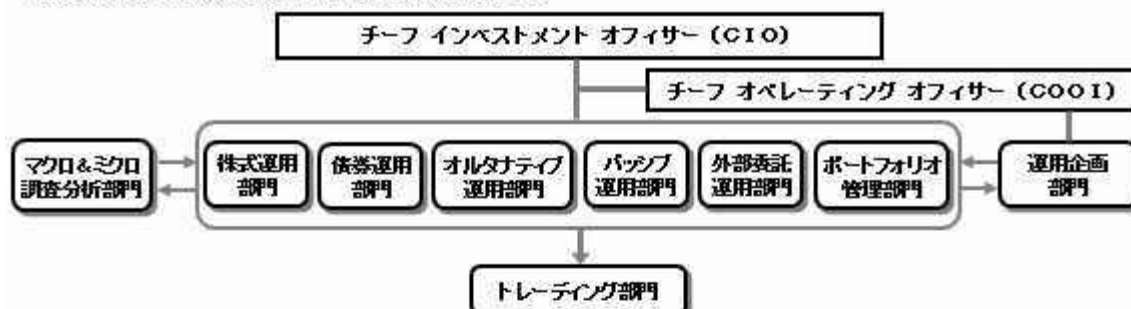 チーフ インベストメント オフィサー (CIO)
チーフ オペレーティング オフィサー (COOI)
マクロ&ミクロ
調査分析部門
株式運用
部門
債券運用
部門
オルタナティブ
運用部門
パッシブ
運用部門
外部委託
運用部門
ポートフォリオ
管理部門
運用企画
部門
トレーディング部門